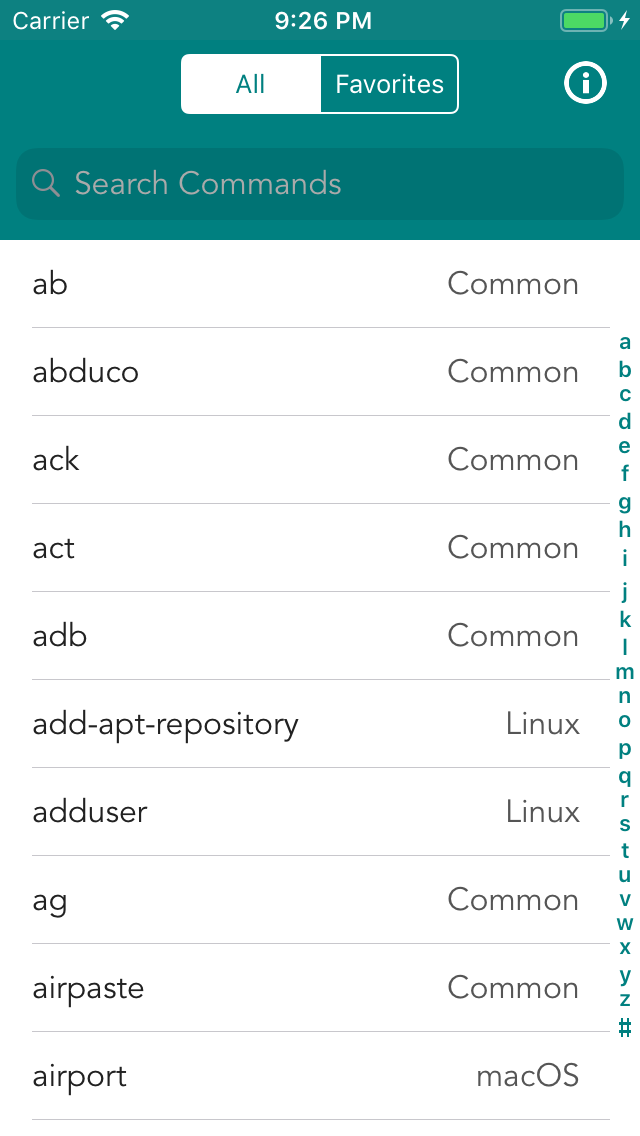 Carrier 9:26 PM
All Favorites
Search Commands
ab Common
abduco Common
ack Common
act Common
adb Common
add-apt-repository Linux
adduser Linux
ag Common
airpaste Common
airport macOS
a
b
c
d
e
f
g
h
i
j
k
l
m
n
o
p
q
r
s
t
u
v
w
x
y
z
#